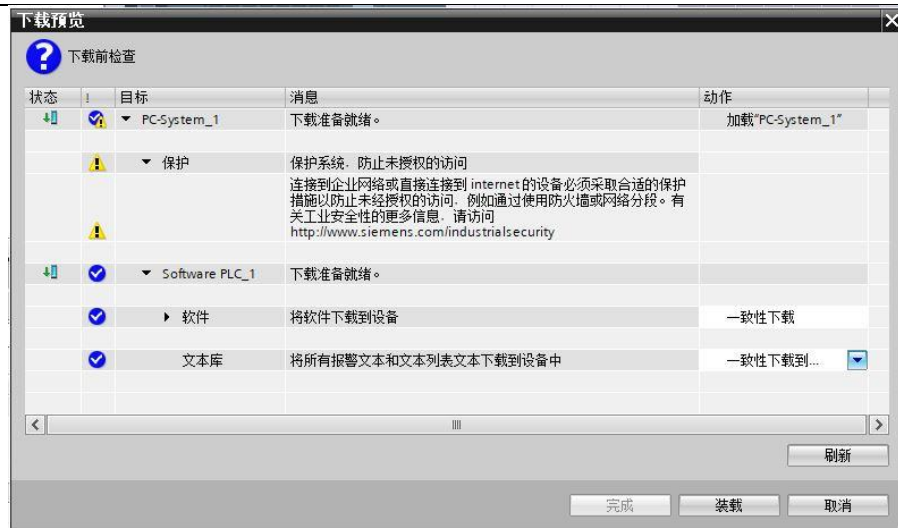 下载预览
下载前检查
状态 ! 目标 消息 动作
PC-System_1 下载准备就绪。 加载"PC-System_1"
保护 保护系统，防止未授权的访问
连接到企业网络或直接连接到 internet 的设备必须采取合适的保护
措施以防止未经授权的访问，例如通过使用防火墙或网络分段。有
关工业安全性的更多信息，请访问
http://www.siemens.com/industrialsecurity
Software PLC_1 下载准备就绪。
软件 将软件下载到设备 一致性下载
文本库 将所有报警文本和文本列表文本下载到设备中 一致性下载到...
刷新
完成 装载 取消